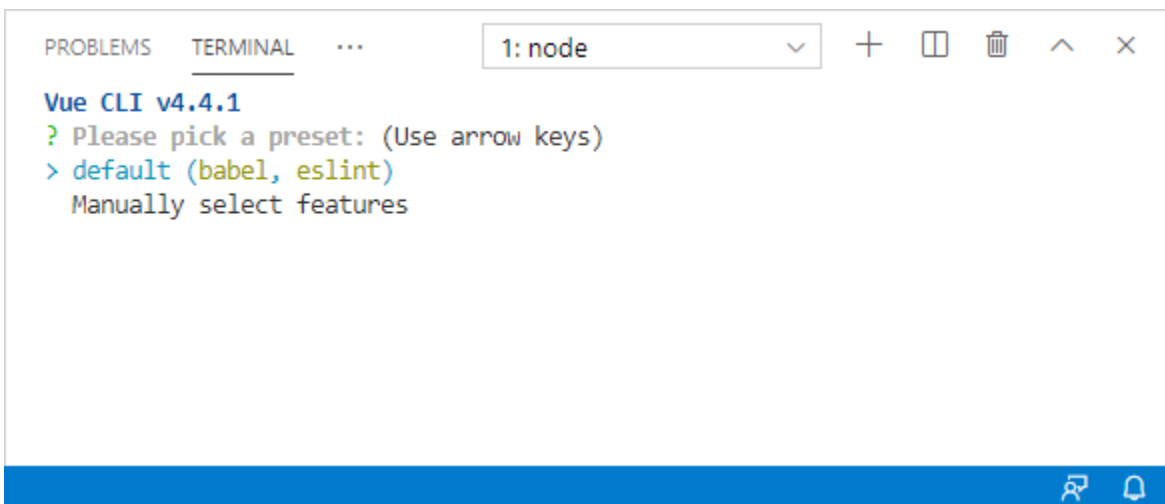 PROBLEMS TERMINAL ··· 1: node
Vue CLI v4.4.1
? Please pick a preset: (Use arrow keys)
> default (babel, eslint)
Manually select features